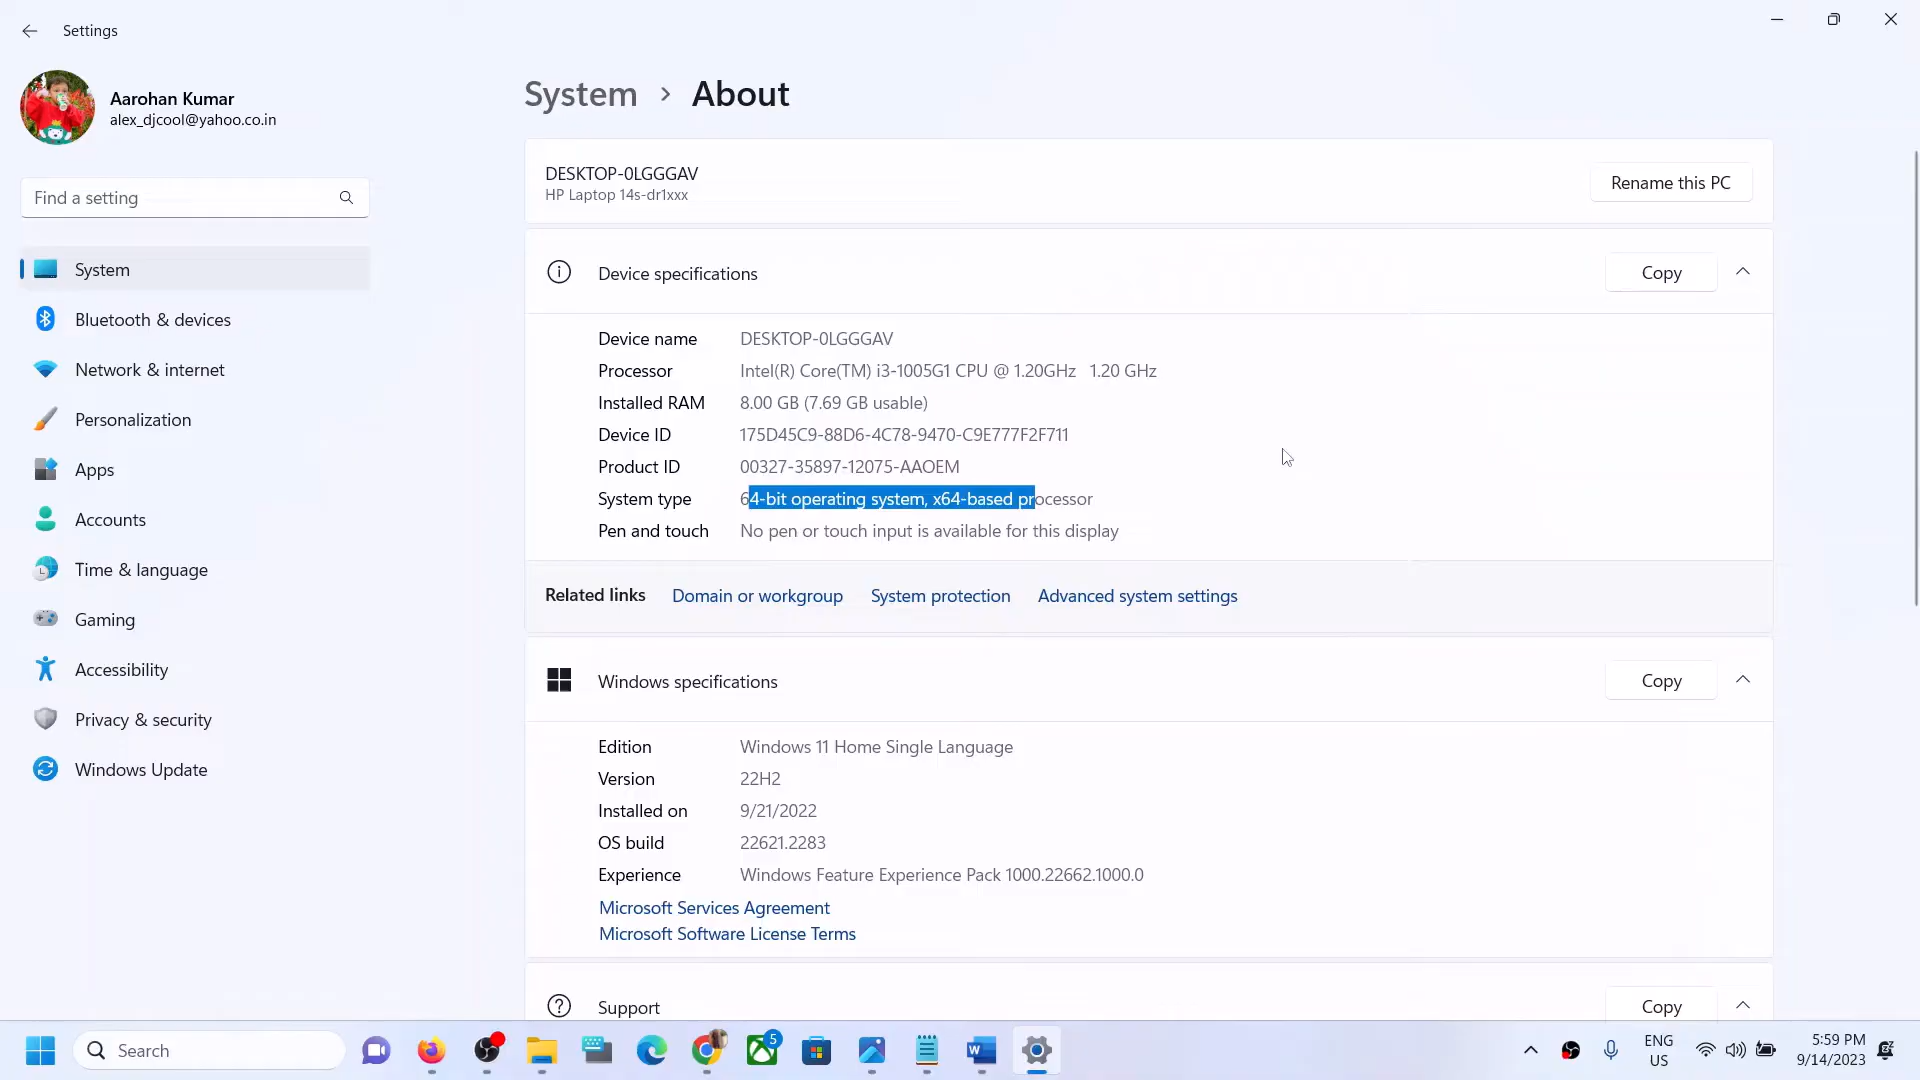 Settings
Aarohan Kumar
alex_djcool@yahoo.co.in
Find a setting
System
Bluetooth & devices
Network & internet
Personalization
Apps
Accounts
Time & language
Gaming
Accessibility
Privacy & security
Windows Update
System > About
DESKTOP-0LGGGAV
HP Laptop 14s-dr1xxx
Rename this PC
Device specifications
Copy
Device name DESKTOP-0LGGGAV
Processor Intel(R) Core(TM) i3-1005G1 CPU @ 1.20GHz 1.20 GHz
Installed RAM 8.00 GB (7.69 GB usable)
Device ID 175D45C9-88D6-4C78-9470-C9E777F2F711
Product ID 00327-35897-12075-AAOEM
System type 64-bit operating system, x64-based processor
Pen and touch No pen or touch input is available for this display
Related links Domain or workgroup System protection Advanced system settings
Windows specifications
Copy
Edition Windows 11 Home Single Language
Version 22H2
Installed on 9/21/2022
OS build 22621.2283
Experience Windows Feature Experience Pack 1000.22662.1000.0
Microsoft Services Agreement
Microsoft Software License Terms
Support
Copy
Search
5
W
ENG
US
5:59 PM
9/14/2023